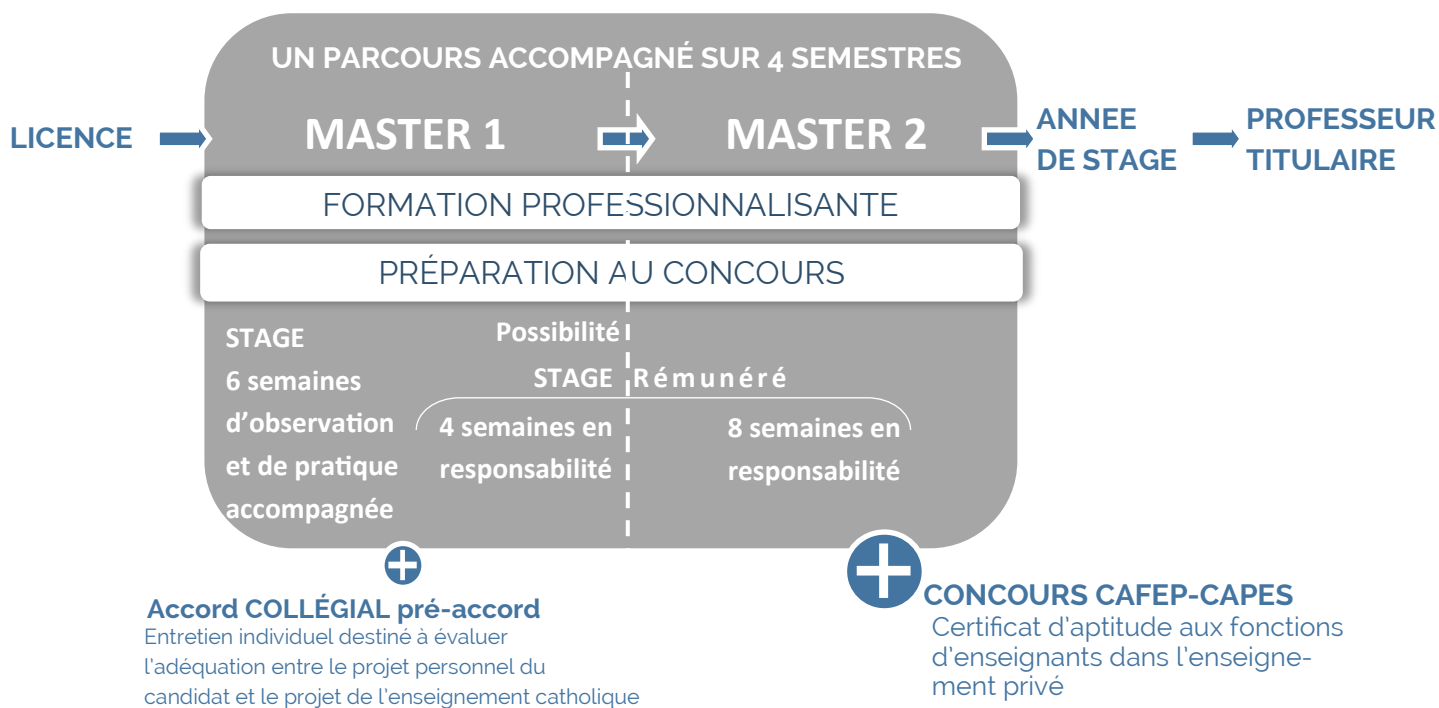 UN PARCOURS ACCOMPAGNÉ SUR 4 SEMESTRES
LICENCE
MASTER 1
MASTER 2
ANNEE
DE STAGE
PROFESSEUR
TITULAIRE
FORMATION PROFESSIONNALISANTE
PRÉPARATION AU CONCOURS
STAGE
6 semaines
d'observation
et de pratique
accompagnée
Possibilité
STAGE Rémunéré
4 semaines en
responsabilité
8 semaines en
responsabilité
Accord COLLÉGIAL pré-accord
Entretien individuel destiné à évaluer
l'adéquation entre le projet personnel du
candidat et le projet de l'enseignement catholique
CONCOURS CAFEP-CAPES
Certificat d'aptitude aux fonctions
d'enseignants dans l'enseigne-
ment privé